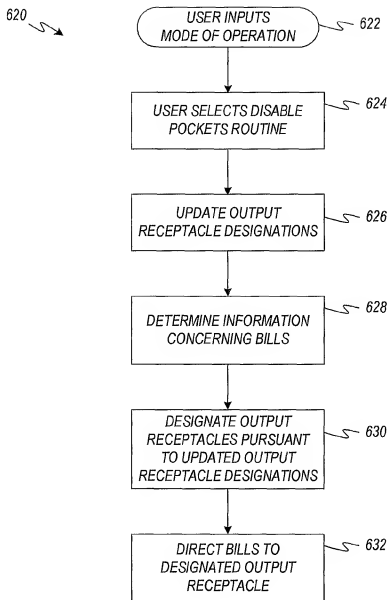 620
USER INPUTS
MODE OF OPERATION
622
USER SELECTS DISABLE
POCKETS ROUTINE
624
UPDATE OUTPUT
RECEPTACLE DESIGNATIONS
626
DETERMINE INFORMATION
CONCERNING BILLS
628
DESIGNATE OUTPUT
RECEPTACLES PURSUANT
TO UPDATED OUTPUT
RECEPTACLE DESIGNATIONS
630
DIRECT BILLS TO
DESIGNATED OUTPUT
RECEPTACLE
632